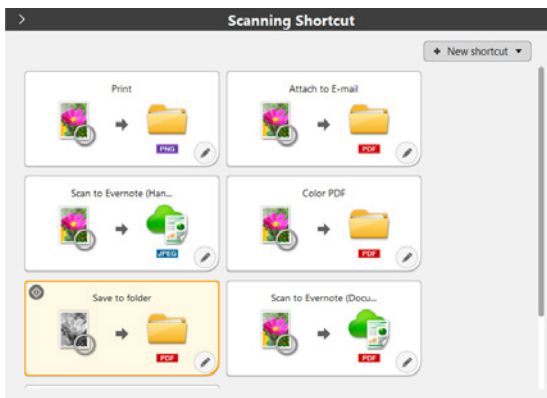 Scanning Shortcut
+ New shortcut
Print
PNG
Attach to E-mail
PDF
Scan to Evernote (Han...
JPEG
Color PDF
PDF
Save to folder
PDF
Scan to Evernote (Docu...
PDF